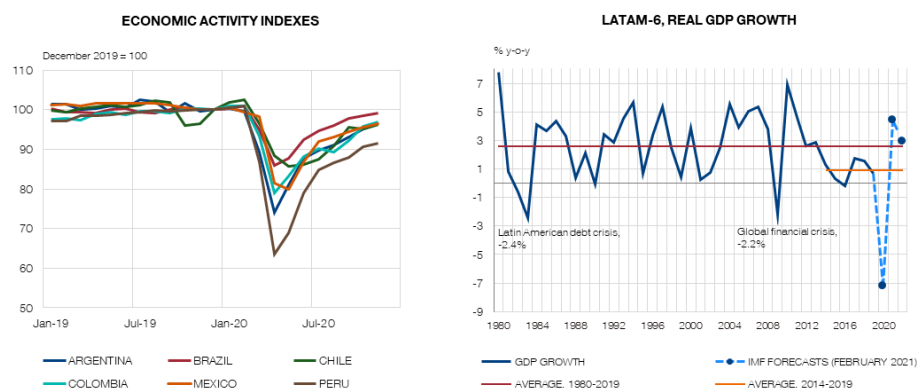 ECONOMIC ACTIVITY INDEXES
December 2019 = 100
110
100
90
80
70
60
50
Jan-19
Jul-19
Jan-20
Jul-20
ARGENTINA
BRAZIL
CHILE
COLOMBIA
MEXICO
PERU
LATAM-6, REAL GDP GROWTH
% y-o-y
7
5
3
1
-1
-3
-5
-7
-9
Latin American debt crisis,
-2.4%
Global financial crisis,
-2.2%
1980
1984
1988
1992
1996
2000
2004
2008
2012
2016
2020
GDP GROWTH
IMF FORECASTS (FEBRUARY 2021)
AVERAGE, 1980-2019
AVERAGE, 2014-2019